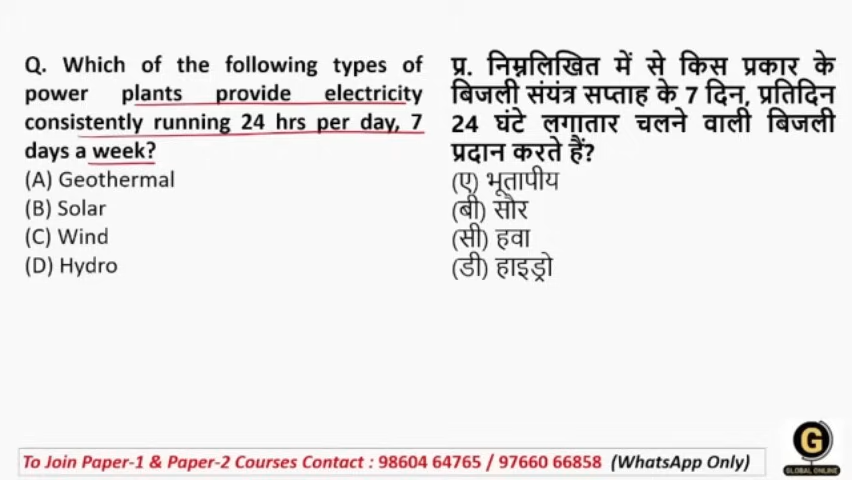 Q. Which of the following types of
power plants provide electricity
consistently running 24 hrs per day, 7
days a week?
(A) Geothermal
(B) Solar
(C) Wind
(D) Hydro
प्र. निम्नलिखित में से किस प्रकार के
बिजली संयंत्र सप्ताह के 7 दिन, प्रतिदिन
24 घंटे लगातार चलने वाली बिजली
प्रदान करते हैं?
(ए) भूतापीय
(बी) सौर
(सी) हवा
(डी) हाइड्रो
To Join Paper-1 & Paper-2 Courses Contact : 98604 64765 / 97660 66858 (WhatsApp Only)
G
GLOBAL ONLINE